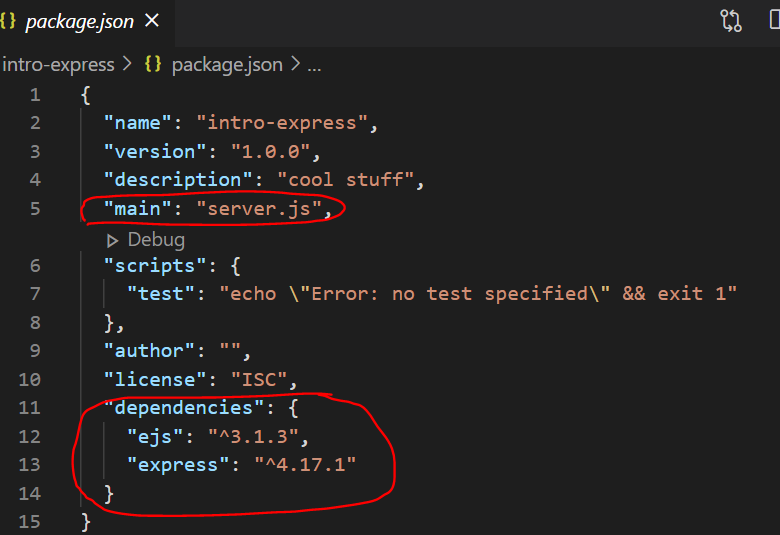 {} package.json ×
intro-express > {} package.json > ...
1 {
2 "name": "intro-express",
3 "version": "1.0.0",
4 "description": "cool stuff",
5 "main": "server.js",
Debug
6 "scripts": {
7 "test": "echo \"Error: no test specified\" && exit 1"
8 },
9 "author": "",
10 "license": "ISC",
11 "dependencies": {
12 "ejs": "^3.1.3",
13 "express": "^4.17.1"
14 }
15 }